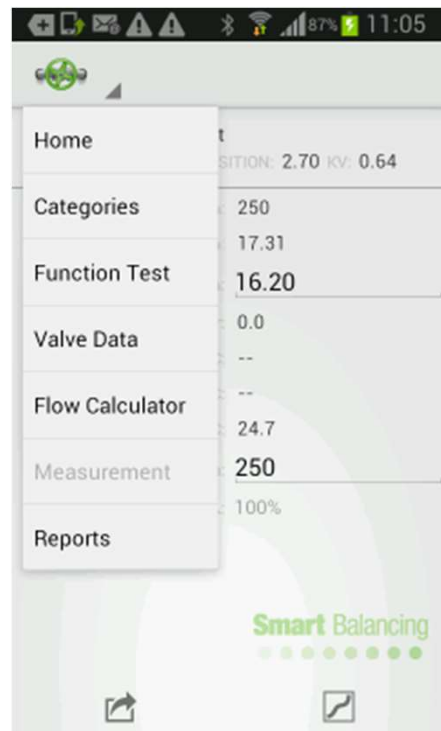 87% 11:05
Home
t
SITION: 2.70 KV: 0.64
Categories
250
17.31
Function Test
16.20
0.0
Valve Data
--
--
Flow Calculator
24.7
Measurement
250
100%
Reports
Smart Balancing